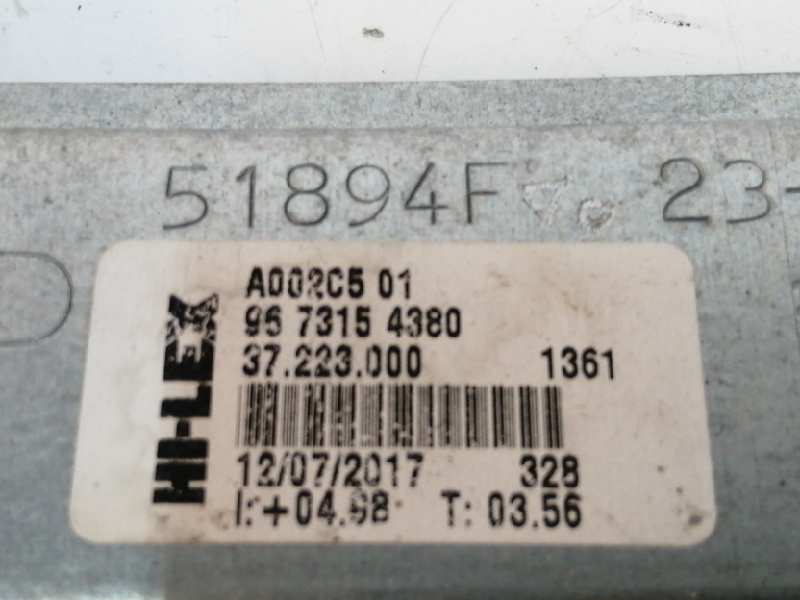 51894F 23-
HI-LEX
A002C5 01
96 7315 4380
37.223.000 1361
12/07/2017 328
I:+04.98 T: 03.56